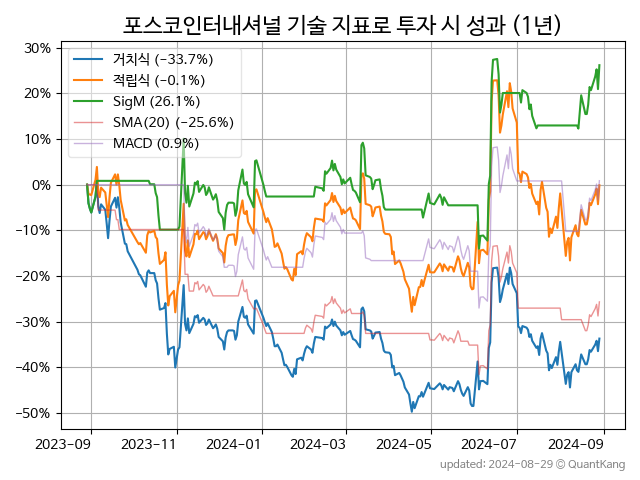 포스코인터내셔널 기술 지표로 투자 시 성과 (1년)
거치식 (−33.7%)
적립식 (−0.1%)
SigM (26.1%)
SMA(20) (−25.6%)
MACD (0.9%)
30%
20%
10%
0%
−10%
−20%
−30%
−40%
−50%
2023-09 2023-11 2024-01 2024-03 2024-05 2024-07 2024-09
updated: 2024-08-29 © QuantKang